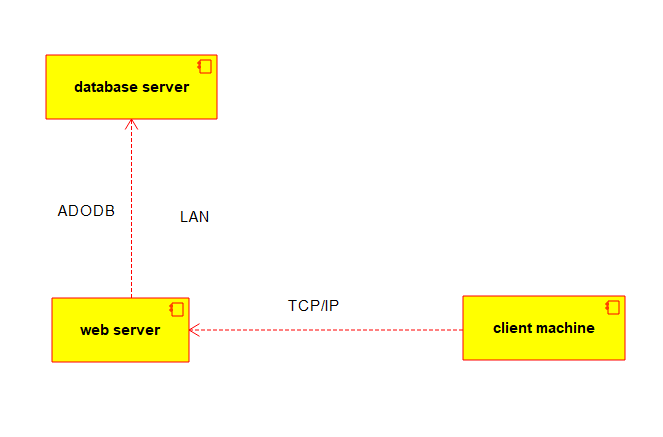 database server
ADODB
LAN
TCP/IP
web server
client machine